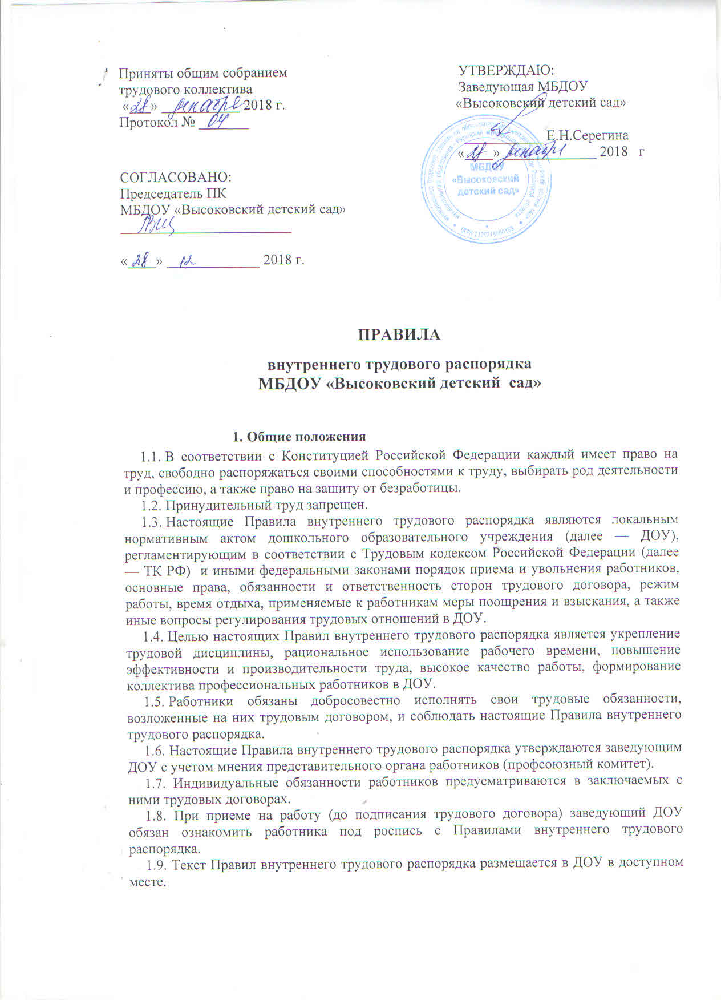 Приняты общим собранием
трудового коллектива
«28» декабря 2018 г.
Протокол № 04
УТВЕРЖДАЮ:
Заведующая МБДОУ
«Высоковский детский сад»
Е.Н.Серегина
«28» декабря 2018 г
МБДОУ
«Высоковский
детский сад»
СОГЛАСОВАНО:
Председатель ПК
МБДОУ «Высоковский детский сад»
«28» 12 2018 г.
ПРАВИЛА
внутреннего трудового распорядка
МБДОУ «Высоковский детский сад»
1. Общие положения
1.1. В соответствии с Конституцией Российской Федерации каждый имеет право на
труд, свободно распоряжаться своими способностями к труду, выбирать род деятельности
и профессию, а также право на защиту от безработицы.
1.2. Принудительный труд запрещен.
1.3. Настоящие Правила внутреннего трудового распорядка являются локальным
нормативным актом дошкольного образовательного учреждения (далее — ДОУ),
регламентирующим в соответствии с Трудовым кодексом Российской Федерации (далее
— ТК РФ) и иными федеральными законами порядок приема и увольнения работников,
основные права, обязанности и ответственность сторон трудового договора, режим
работы, время отдыха, применяемые к работникам меры поощрения и взыскания, а также
иные вопросы регулирования трудовых отношений в ДОУ.
1.4. Целью настоящих Правил внутреннего трудового распорядка является укрепление
трудовой дисциплины, рациональное использование рабочего времени, повышение
эффективности и производительности труда, высокое качество работы, формирование
коллектива профессиональных работников в ДОУ.
1.5. Работники обязаны добросовестно исполнять свои трудовые обязанности,
возложенные на них трудовым договором, и соблюдать настоящие Правила внутреннего
трудового распорядка.
1.6. Настоящие Правила внутреннего трудового распорядка утверждаются заведующим
ДОУ с учетом мнения представительного органа работников (профсоюзный комитет).
1.7. Индивидуальные обязанности работников предусматриваются в заключаемых с
ними трудовых договорах.
1.8. При приеме на работу (до подписания трудового договора) заведующий ДОУ
обязан ознакомить работника под роспись с Правилами внутреннего трудового
распорядка.
1.9. Текст Правил внутреннего трудового распорядка размещается в ДОУ в доступном
месте.